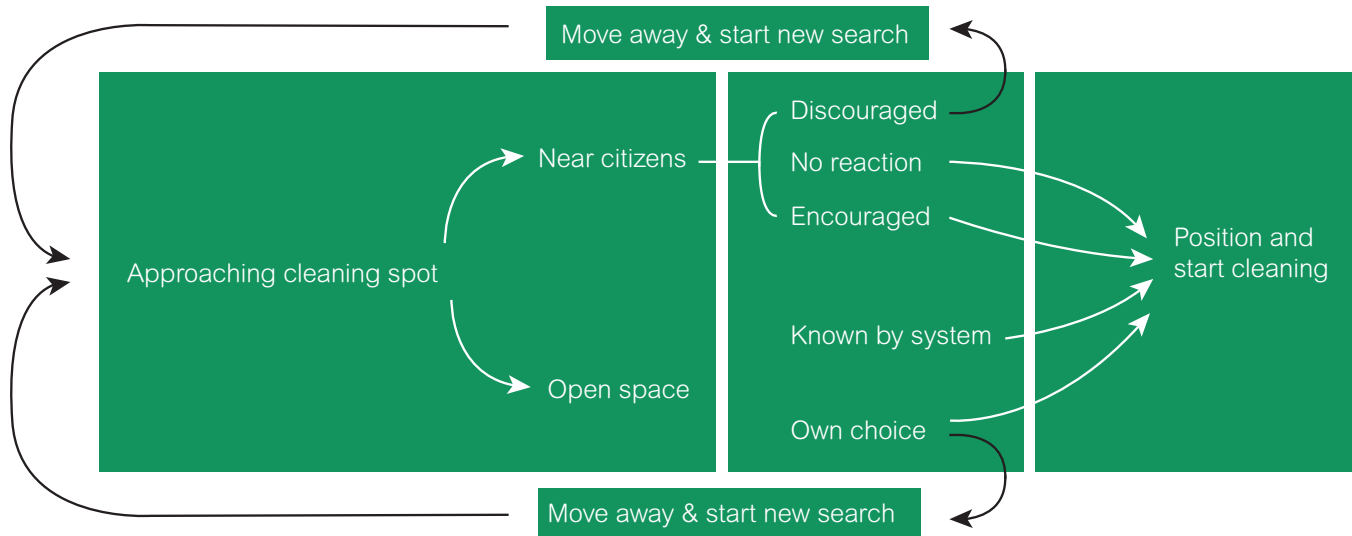 Move away & start new search
Discouraged
Near citizens
No reaction
Encouraged
Position and
start cleaning
Approaching cleaning spot
Known by system
Open space
Own choice
Move away & start new search